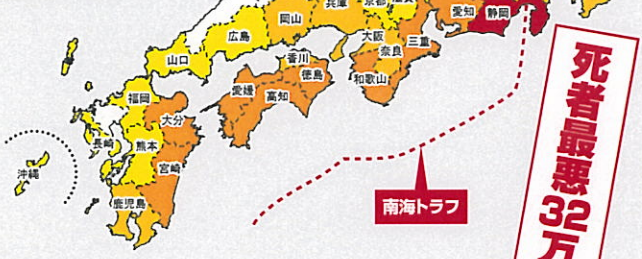 兵庫
京都
岡山
広島
山口
愛知
静岡
大阪
奈良
三重
和歌山
香川
徳島
愛媛
高知
福岡
大分
長崎
熊本
宮崎
鹿児島
沖縄
南海トラフ
死者最悪32万